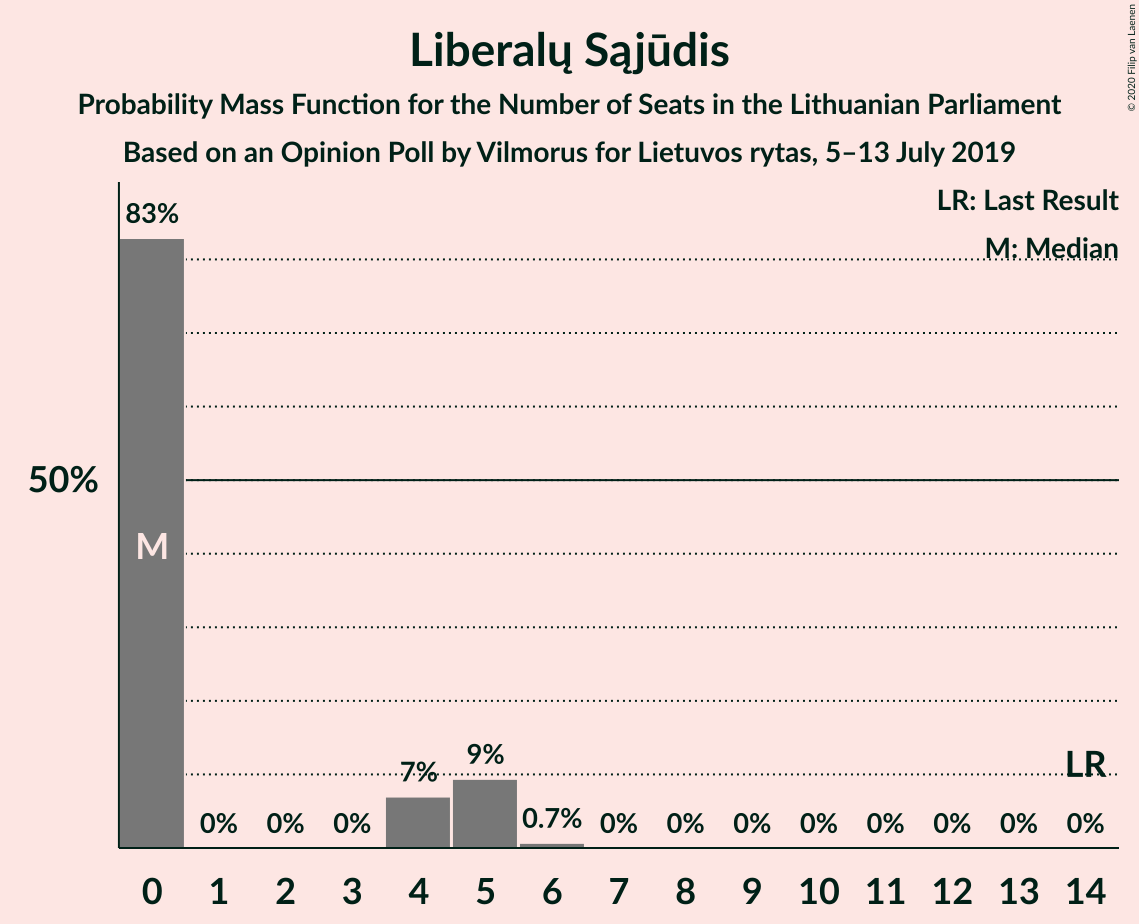 Liberalų Sąjūdis
Probability Mass Function for the Number of Seats in the Lithuanian Parliament
Based on an Opinion Poll by Vilmorus for Lietuvos rytas, 5–13 July 2019
© 2020 Filip van Laenen
LR: Last Result
M: Median
83%
50%
M
7%
9%
LR
0%
0%
0%
0.7%
0%
0%
0%
0%
0%
0%
0%
0%
0 1 2 3 4 5 6 7 8 9 10 11 12 13 14